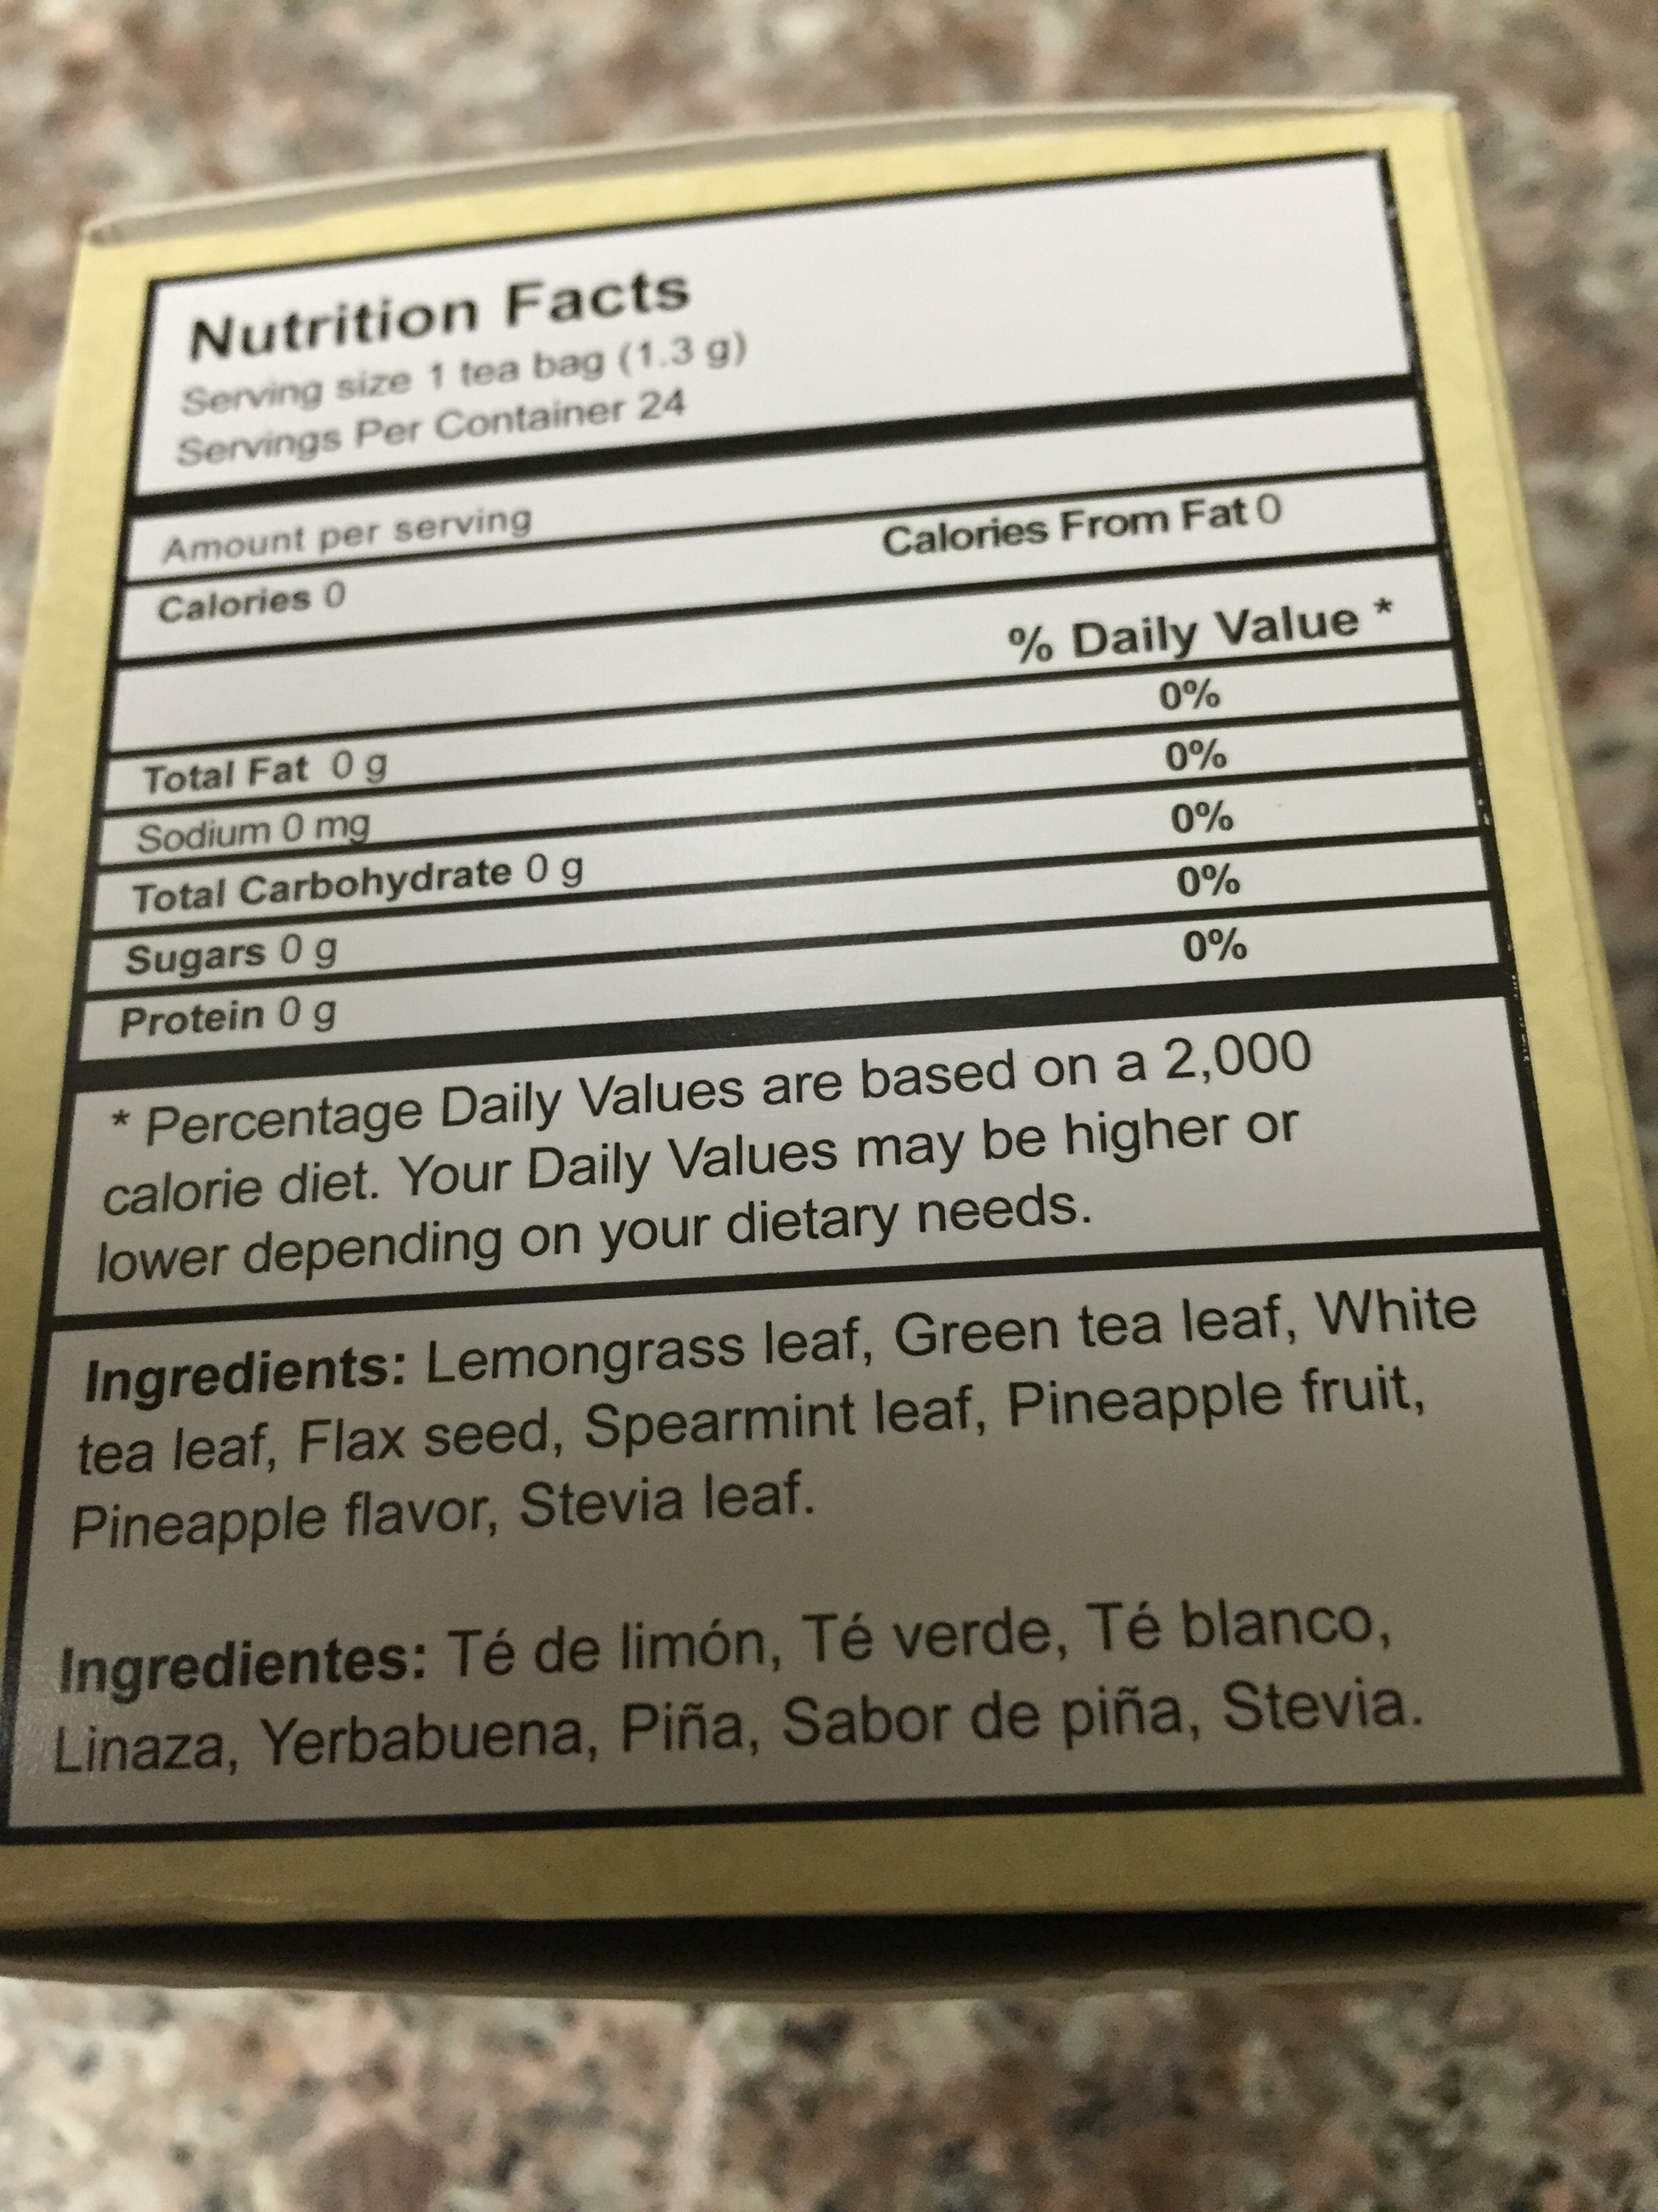 Nutrition Facts
Serving size 1 tea bag (1.3 g)
Servings Per Container 24
Amount per serving
Calories 0 Calories From Fat 0
% Daily Value *
Total Fat 0 g 0%
Sodium 0 mg 0%
Total Carbohydrate 0 g 0%
Sugars 0 g 0%
Protein 0 g 0%
* Percentage Daily Values are based on a 2,000
calorie diet. Your Daily Values may be higher or
lower depending on your dietary needs.
Ingredients: Lemongrass leaf, Green tea leaf, White
tea leaf, Flax seed, Spearmint leaf, Pineapple fruit,
Pineapple flavor, Stevia leaf.
Ingredientes: Té de limón, Té verde, Té blanco,
Linaza, Yerbabuena, Piña, Sabor de piña, Stevia.